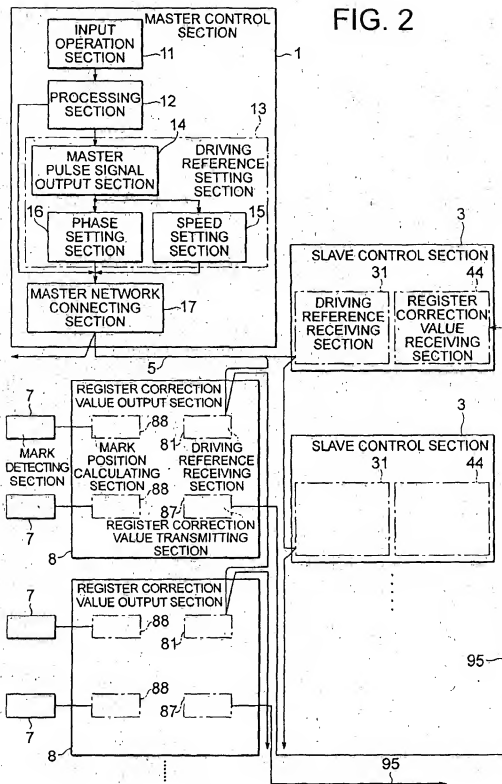 FIG. 2
MASTER CONTROL
SECTION
1
INPUT
OPERATION
SECTION
11
PROCESSING
SECTION
12
13
14
MASTER
PULSE SIGNAL
OUTPUT SECTION
DRIVING
REFERENCE
SETTING
SECTION
16
PHASE
SETTING
SECTION
SPEED
SETTING
SECTION
15
MASTER NETWORK
CONNECTING
SECTION
17
5
3
SLAVE CONTROL SECTION
31
44
DRIVING
REFERENCE
RECEIVING
SECTION
REGISTER
CORRECTION
VALUE
RECEIVING
SECTION
3
SLAVE CONTROL SECTION
31
44
7
MARK
DETECTING
SECTION
7
REGISTER CORRECTION
VALUE OUTPUT SECTION
88
81
MARK
POSITION
CALCULATING
SECTION
DRIVING
REFERENCE
RECEIVING
SECTION
88
87
REGISTER CORRECTION
VALUE TRANSMITTING
SECTION
8
7
REGISTER CORRECTION
VALUE OUTPUT SECTION
88
81
88
87
7
8
95
95